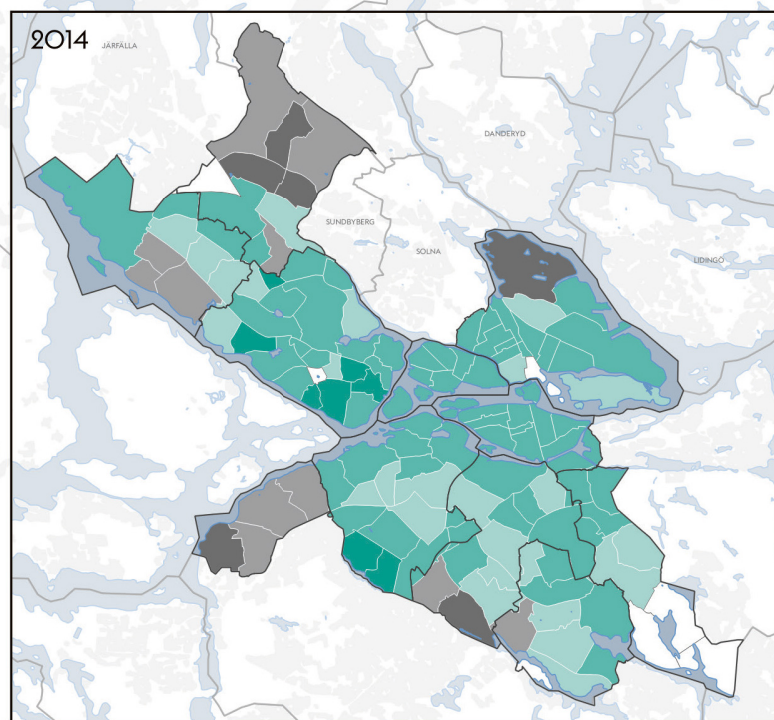 2014
JÄRFÄLLA
DANDERYD
SUNDBYBERG
SOLNA
LIDINGÖ